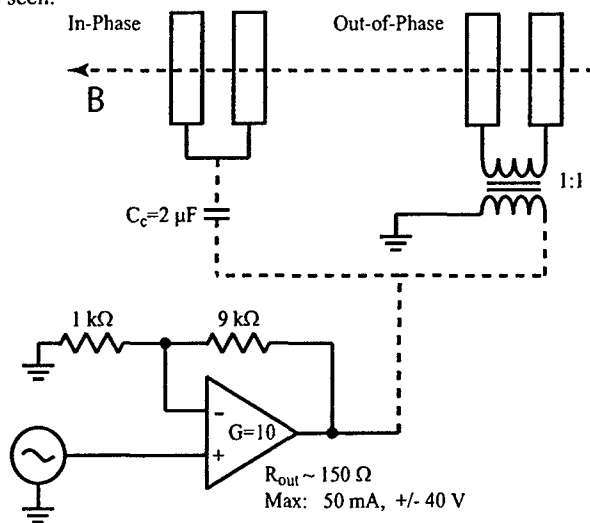 seen.
In-Phase
Out-of-Phase
B
1:1
Cc=2 μF
1 kΩ
9 kΩ
-
G=10
+
Rout ~ 150 Ω
Max: 50 mA, +/- 40 V